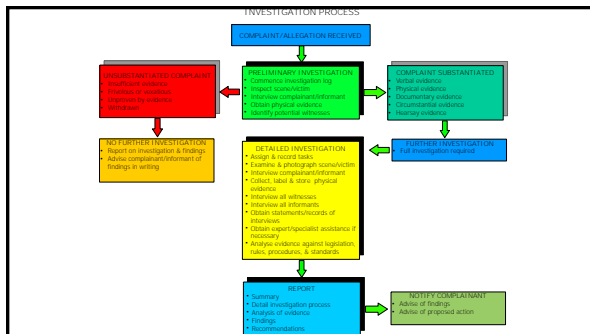 INVESTIGATION PROCESS
COMPLAINT/ALLEGATION RECEIVED
UNSUBSTANTIATED COMPLAINT
Insufficient evidence
Frivolous or vexatious
Unproven by evidence
Withdrawn
PRELIMINARY INVESTIGATION
Commence investigation log
Inspect scene/victim
Interview complainant/informant
Obtain physical evidence
Identify potential witnesses
COMPLAINT SUBSTANTIATED
Verbal evidence
Physical evidence
Documentary evidence
Circumstantial evidence
Hearsay evidence
NO FURTHER INVESTIGATION
Report on investigation & findings
Advise complainant/informant of
findings in writing
DETAILED INVESTIGATION
Assign & record tasks
Examine & photograph scene/victim
Interview complainant/informant
Collect, label & store physical
evidence
Interview all witnesses
Interview all informants
Obtain statements/records of
interviews
Obtain expert/specialist assistance if
necessary
Analyse evidence against legislation,
rules, procedures, & standards
FURTHER INVESTIGATION
Full investigation required
REPORT
Summary
Detail investigation process
Analysis of evidence
Findings
Recommendations
NOTIFY COMPLAINANT
Advise of findings
Advise of proposed action